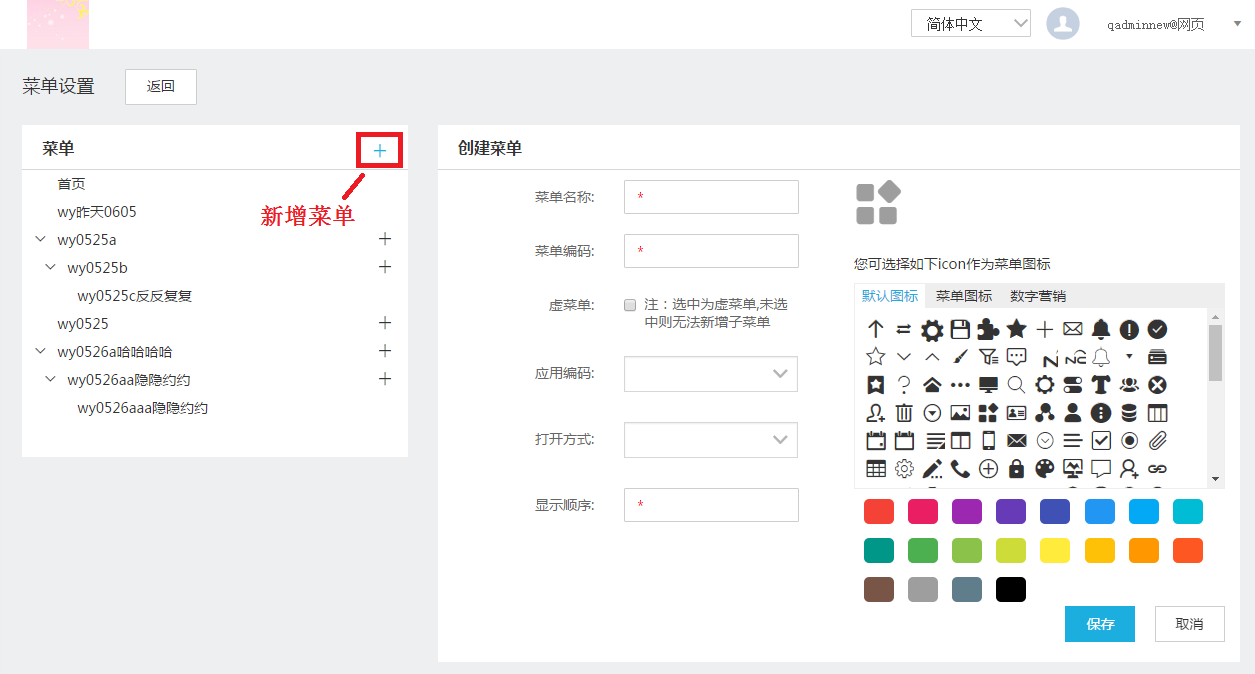 简体中文
qadminnew@网页
菜单设置
返回
菜单
首页
wy昨天0605
新增菜单
wy0525a
wy0525b
wy0525c反反复复
wy0525
wy0526a哈哈哈哈
wy0526aa隐隐约约
wy0526aaa隐隐约约
创建菜单
菜单名称:
*
菜单编码:
*
虚菜单:
注：选中为虚菜单,未选
中则无法新增子菜单
应用编码:
打开方式:
显示顺序:
*
您可选择如下icon作为菜单图标
默认图标 菜单图标 数字营销
保存
取消